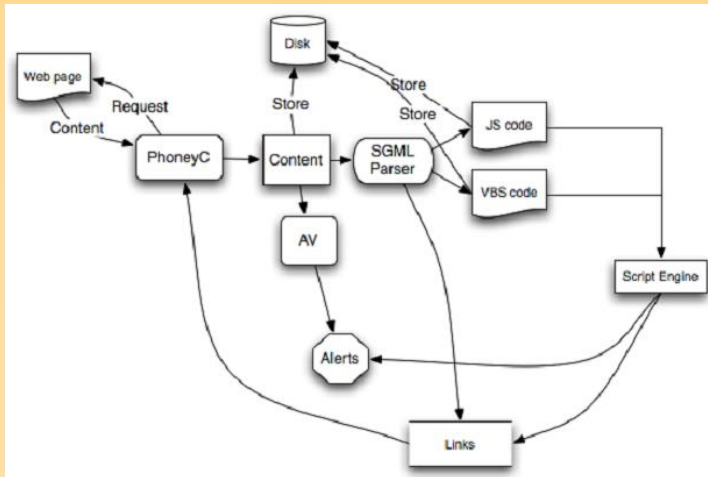 Disk
Web page
Store
Request
Store
Store
JS code
Content
PhoneyC
Content
SGML
Parser
VBS code
AV
Script Engine
Alerts
Links